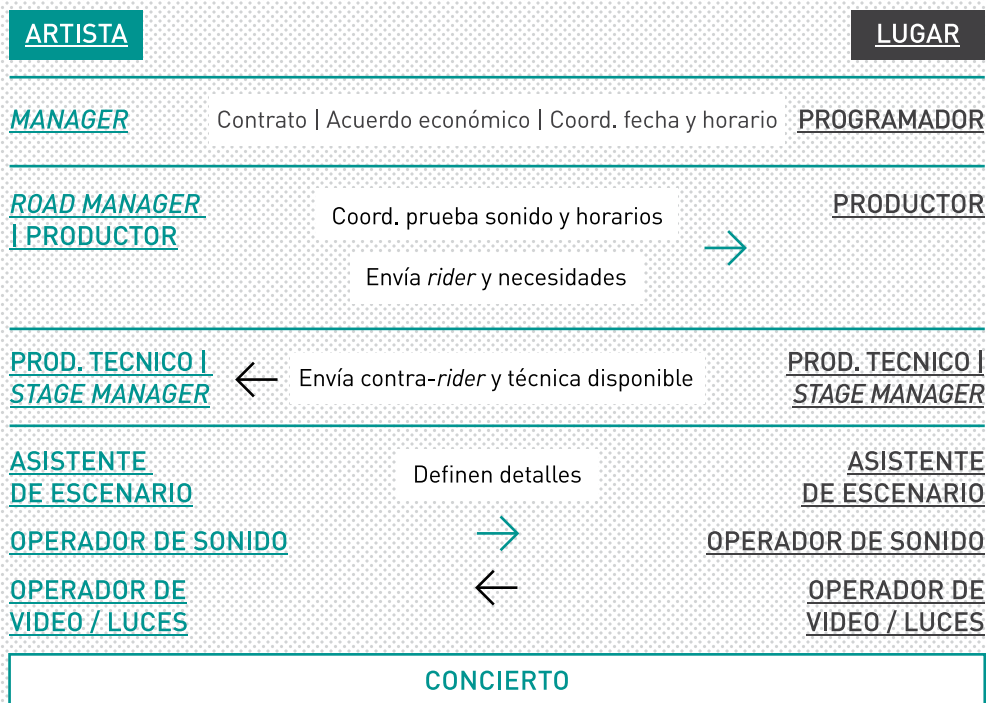 ARTISTA
LUGAR
MANAGER
Contrato | Acuerdo económico | Coord. fecha y horario
PROGRAMADOR
ROAD MANAGER
| PRODUCTOR
Coord. prueba sonido y horarios
Envía rider y necesidades
PRODUCTOR
PROD. TECNICO |
STAGE MANAGER
Envía contra-rider y técnica disponible
PROD. TECNICO |
STAGE MANAGER
ASISTENTE
DE ESCENARIO
Definen detalles
ASISTENTE
DE ESCENARIO
OPERADOR DE SONIDO
OPERADOR DE SONIDO
OPERADOR DE
VIDEO / LUCES
OPERADOR DE
VIDEO / LUCES
CONCIERTO